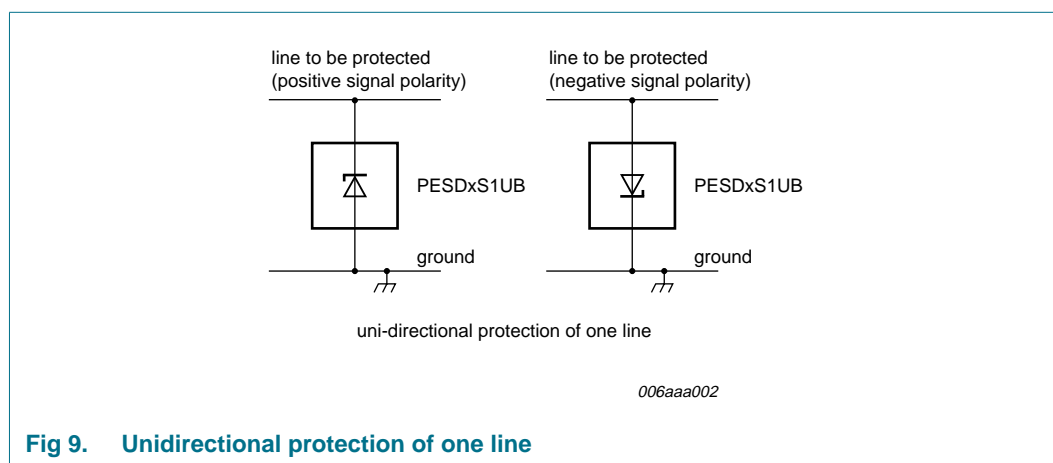 line to be protected
(positive signal polarity)
PESDxS1UB
ground
line to be protected
(negative signal polarity)
PESDxS1UB
ground
uni-directional protection of one line
006aaa002
Fig 9. Unidirectional protection of one line